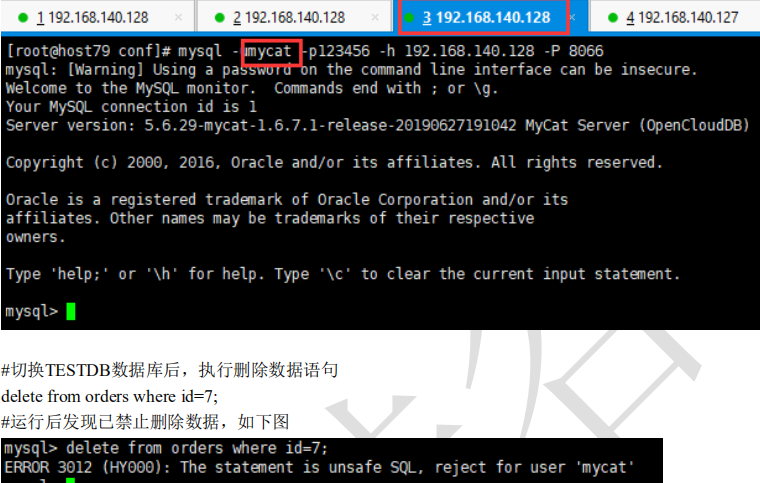 1 192.168.140.128 × 2 192.168.140.128 × 3 192.168.140.128 × 4 192.168.140.127
[root@host79 conf]# mysql -umycat -p123456 -h 192.168.140.128 -P 8066
mysql: [Warning] Using a password on the command line interface can be insecure.
Welcome to the MySQL monitor.  Commands end with ; or \g.
Your MySQL connection id is 1
Server version: 5.6.29-mycat-1.6.7.1-release-20190627191042 MyCat Server (OpenCloudDB)
Copyright (c) 2000, 2016, Oracle and/or its affiliates. All rights reserved.
Oracle is a registered trademark of Oracle Corporation and/or its
affiliates. Other names may be trademarks of their respective
owners.
Type 'help;' or '\h' for help. Type '\c' to clear the current input statement.
mysql>
#切换TESTDB数据库后，执行删除数据语句
delete from orders where id=7;
#运行后发现已禁止删除数据，如下图
mysql> delete from orders where id=7;
ERROR 3012 (HY000): The statement is unsafe SQL, reject for user 'mycat'